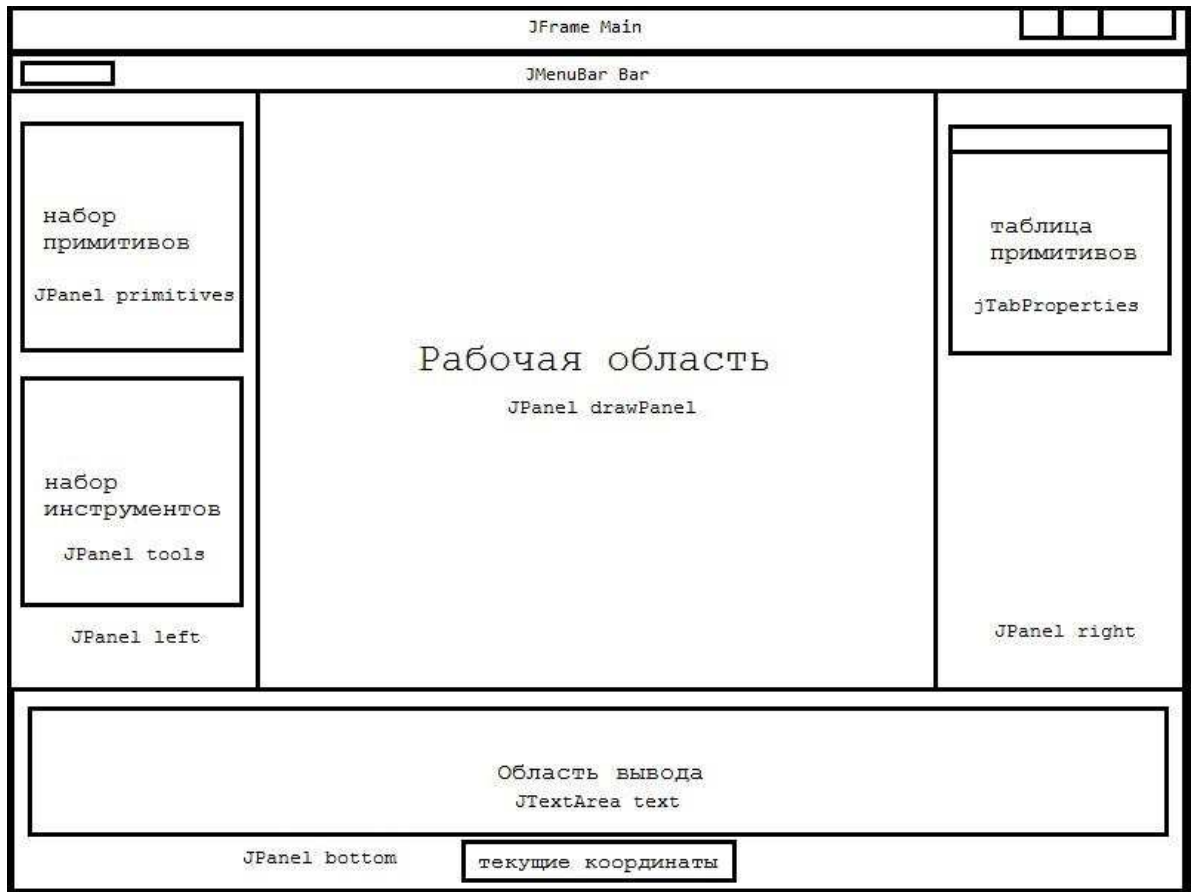 JFrame Main
JMenuBar Bar
набор
примитивов
JPanel primitives
набор
инструментов
JPanel tools
JPanel left
Рабочая область
JPanel drawPanel
таблица
примитивов
jTabProperties
JPanel right
Область вывода
JTextArea text
JPanel bottom
текущие координаты